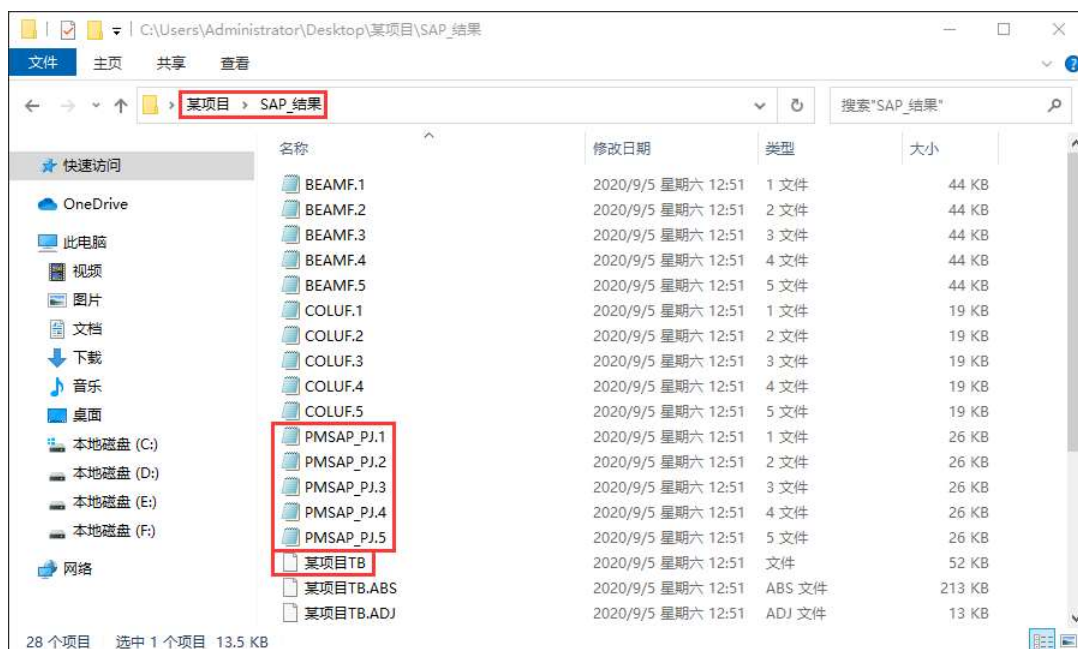 C:\Users\Administrator\Desktop\某项目\SAP_结果
文件 主页 共享 查看
某项目 SAP_结果 搜索"SAP_结果"
名称 修改日期 类型 大小
快速访问
OneDrive
此电脑
视频
图片
文档
下载
音乐
桌面
本地磁盘 (C:)
本地磁盘 (D:)
本地磁盘 (E:)
本地磁盘 (F:)
网络
BEAMF.1 2020/9/5 星期六 12:51 1 文件 44 KB
BEAMF.2 2020/9/5 星期六 12:51 2 文件 44 KB
BEAMF.3 2020/9/5 星期六 12:51 3 文件 44 KB
BEAMF.4 2020/9/5 星期六 12:51 4 文件 44 KB
BEAMF.5 2020/9/5 星期六 12:51 5 文件 44 KB
COLUF.1 2020/9/5 星期六 12:51 1 文件 19 KB
COLUF.2 2020/9/5 星期六 12:51 2 文件 19 KB
COLUF.3 2020/9/5 星期六 12:51 3 文件 19 KB
COLUF.4 2020/9/5 星期六 12:51 4 文件 19 KB
COLUF.5 2020/9/5 星期六 12:51 5 文件 19 KB
PMSAP_PJ.1 2020/9/5 星期六 12:51 1 文件 26 KB
PMSAP_PJ.2 2020/9/5 星期六 12:51 2 文件 26 KB
PMSAP_PJ.3 2020/9/5 星期六 12:51 3 文件 26 KB
PMSAP_PJ.4 2020/9/5 星期六 12:51 4 文件 26 KB
PMSAP_PJ.5 2020/9/5 星期六 12:51 5 文件 26 KB
某项目TB 2020/9/5 星期六 12:51 文件 52 KB
某项目TB.ABS 2020/9/5 星期六 12:51 ABS 文件 213 KB
某项目TB.ADJ 2020/9/5 星期六 12:51 ADJ 文件 13 KB
28 个项目 选中 1 个项目 13.5 KB